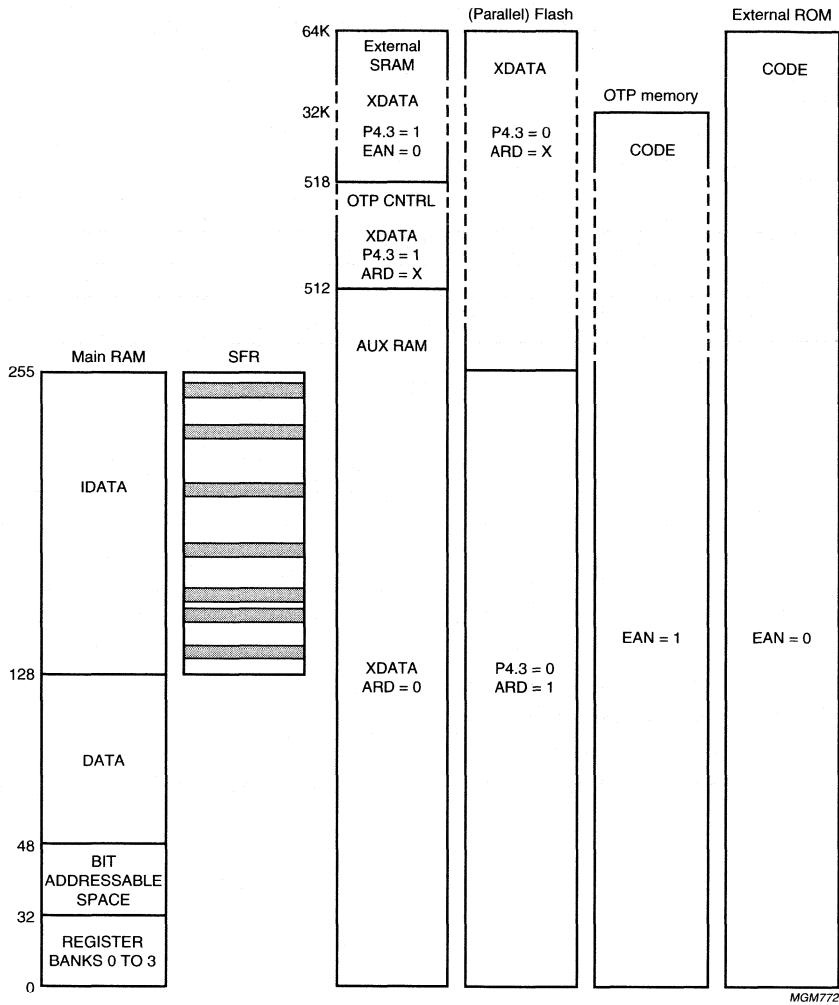 (Parallel) Flash
External ROM
64K
External
SRAM
XDATA
P4.3 = 1
EAN = 0
32K
518
OTP CNTRL
XDATA
P4.3 = 1
ARD = X
512
AUX RAM
XDATA
ARD = 0
XDATA
P4.3 = 0
ARD = X
P4.3 = 0
ARD = 1
OTP memory
CODE
EAN = 1
CODE
EAN = 0
Main RAM
SFR
255
IDATA
128
DATA
48
BIT
ADDRESSABLE
SPACE
32
REGISTER
BANKS 0 TO 3
0
MGM772